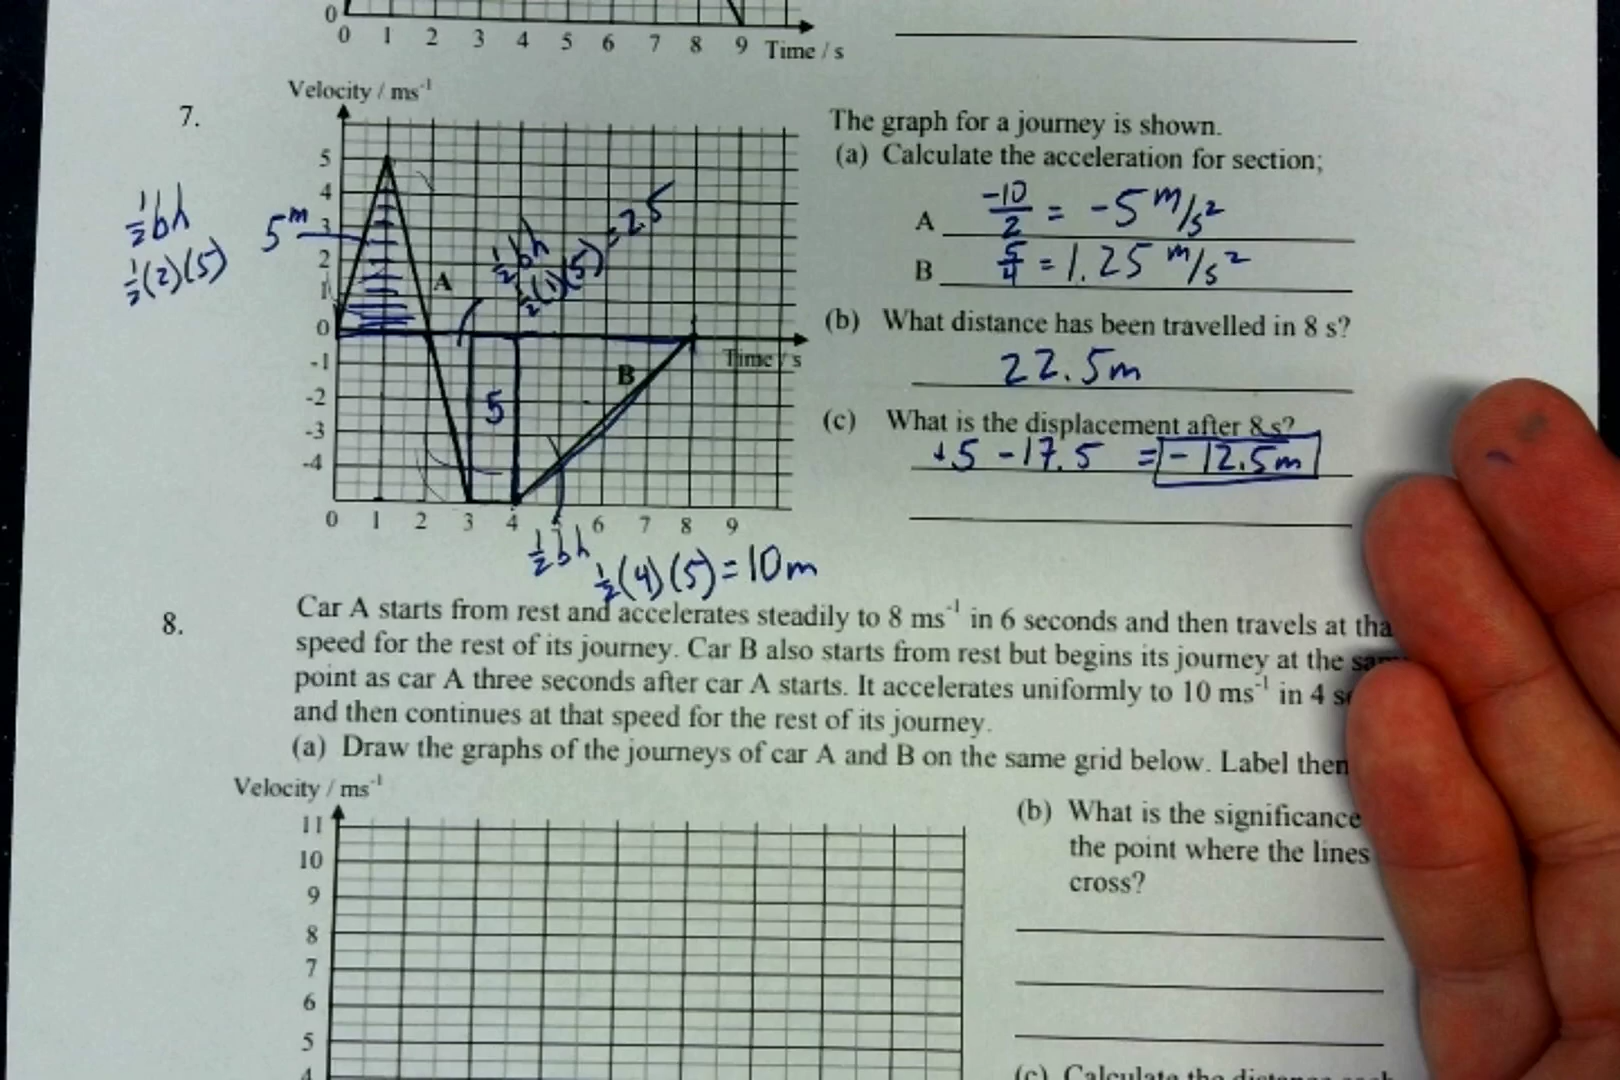 0
0 1 2 3 4 5 6 7 8 9 Time / s
Velocity / ms⁻¹
7.
The graph for a journey is shown.
(a) Calculate the acceleration for section;
A -10/2 = -5 m/s²
B 5/4 = 1.25 m/s²
(b) What distance has been travelled in 8 s?
22.5m
(c) What is the displacement after 8 s?
+5 - 17.5 = - 12.5m
½bh
½(2)(5)
5m
5
4
3
2
1
0
-1
-2
-3
-4
A
½bh
½(1)(5) = 2.5
Time / s
B
5
0 1 2 3 4 6 7 8 9
½bh
½(4)(5) = 10m
8.
Car A starts from rest and accelerates steadily to 8 ms⁻¹ in 6 seconds and then travels at
speed for the rest of its journey. Car B also starts from rest but begins its journey at the
point as car A three seconds after car A starts. It accelerates uniformly to 10 ms⁻¹ in 4
and then continues at that speed for the rest of its journey.
(a) Draw the graphs of the journeys of car A and B on the same grid below. Label
Velocity / ms⁻¹
11
10
9
8
7
6
5
4
(b) What is the significance
the point where the lines
cross?
(c) Calculate the